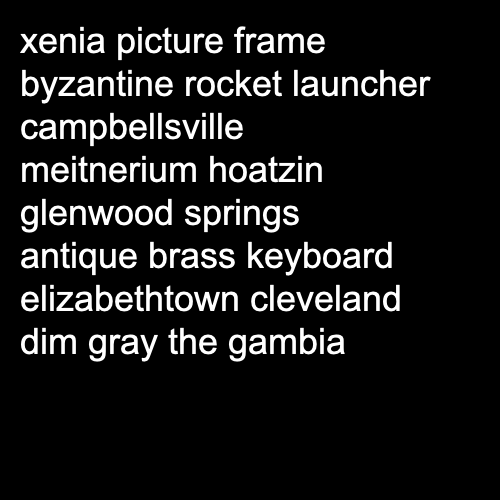 xenia picture frame
byzantine rocket launcher
campbellsville
meitnerium hoatzin
glenwood springs
antique brass keyboard
elizabethtown cleveland
dim gray the gambia